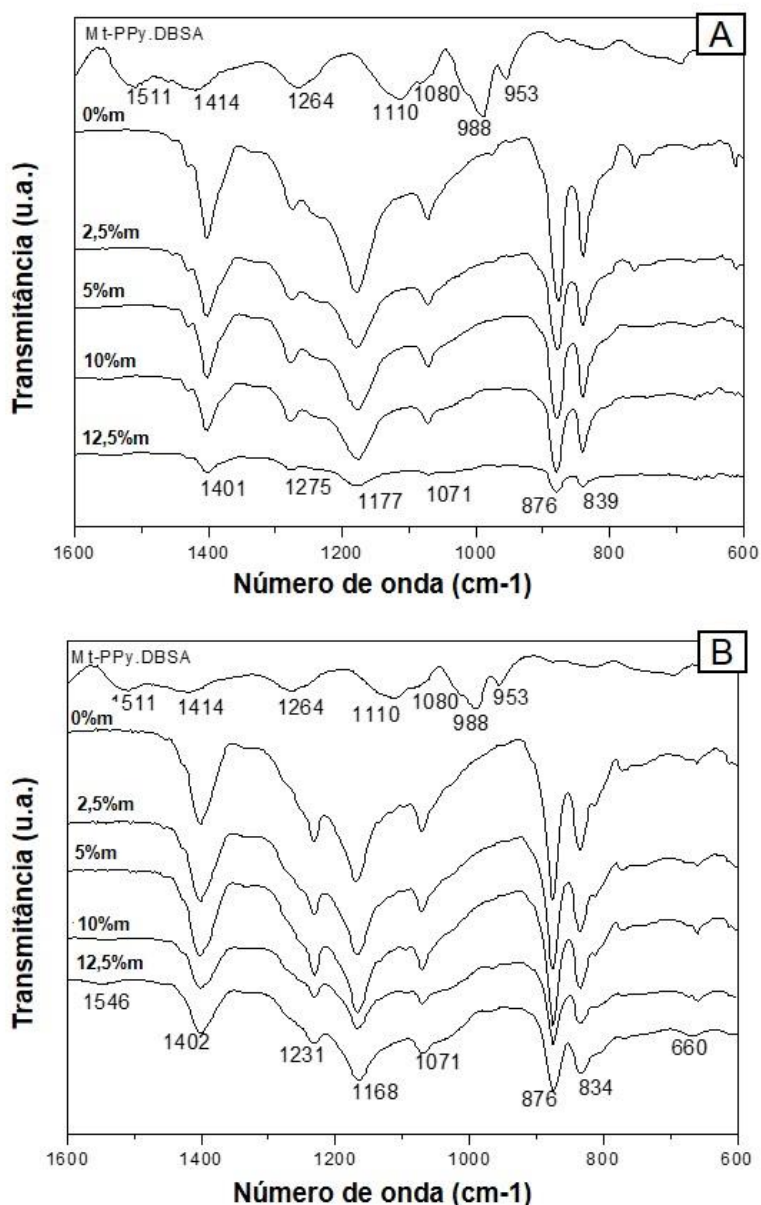 A
Mt-PPy.DBSA
1511
1414
1264
1110
1080
988
953
0%m
2,5%m
5%m
10%m
12,5%m
1401
1275
1177
1071
876
839
Transmitância (u.a.)
1600
1400
1200
1000
800
600
Número de onda (cm-1)
B
Mt-PPy.DBSA
1511
1414
1264
1110
1080
988
953
0%m
2,5%m
5%m
10%m
12,5%m
1546
1402
1231
1168
1071
876
834
660
Transmitância (u.a.)
1600
1400
1200
1000
800
600
Número de onda (cm-1)